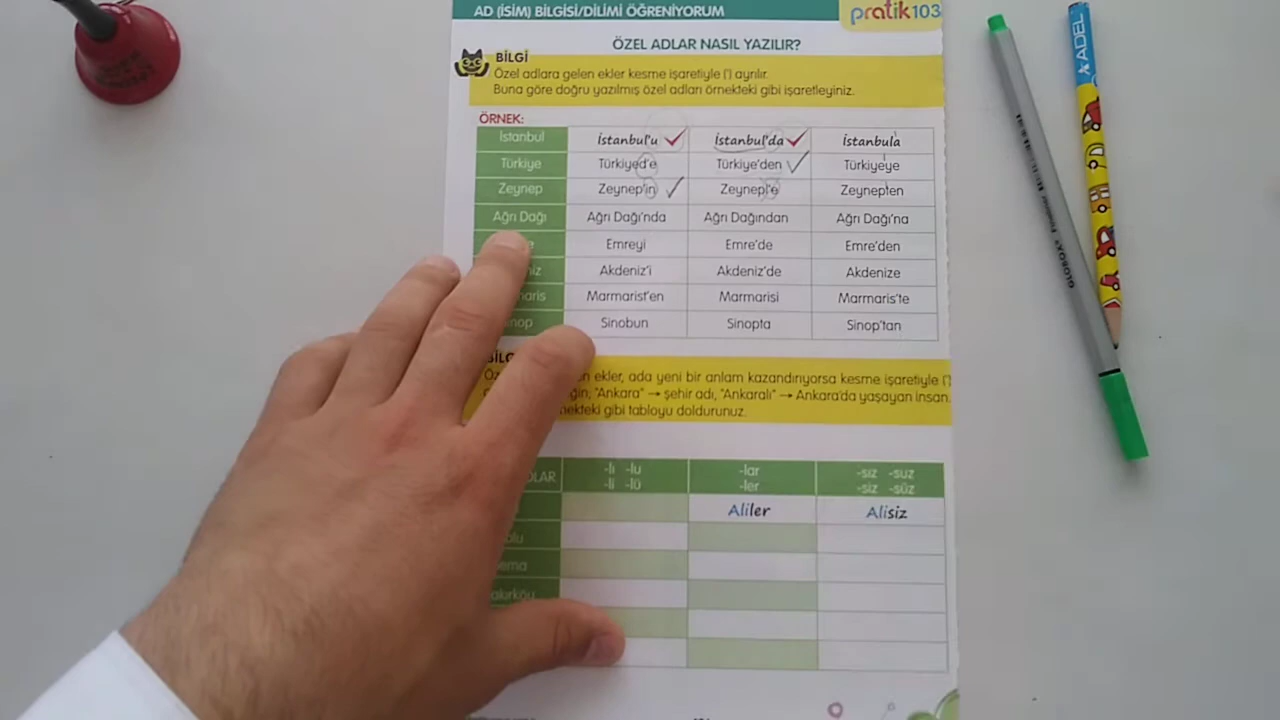 AD (İSİM) BİLGİSİ/DİLİMİ ÖĞRENİYORUM
pratik103
ÖZEL ADLAR NASIL YAZILIR?
BİLGİ
Özel adlara gelen ekler kesme işaretiyle (') ayrılır.
Buna göre doğru yazılmış özel adları örnekteki gibi işaretleyiniz.
ÖRNEK:
İstanbul İstanbul'u ✓ İstanbul'da ✓ İstanbula
Türkiye Türkiyed'e Türkiye'den ✓ Türkiyeye
Zeynep Zeynep'in ✓ Zeynepl'e Zeynepten
Ağrı Dağı Ağrı Dağı'nda Ağrı Dağından Ağrı Dağı'na
Emreyi Emre'de Emre'den
Akdeniz'i Akdeniz'de Akdenize
Marmarist'en Marmarisi Marmaris'te
Sinobun Sinopta Sinop'tan
ekler, ada yeni bir anlam kazandırıyorsa kesme işaretiyle (')
"Ankara" → şehir adı, "Ankaralı" → Ankara'da yaşayan insan.
gibi tabloyu doldurunuz.
-lı -lu -lar -sız -suz
-li -lü -ler -siz -süz
Aliler Alisiz
ADEL
GLOBOX